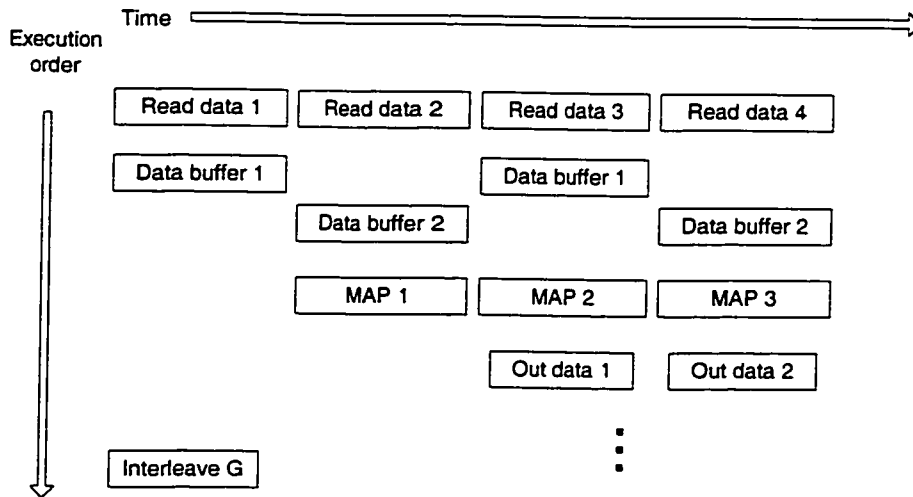 Time
Execution
order
Read data 1 Read data 2 Read data 3 Read data 4
Data buffer 1 Data buffer 1
Data buffer 2 Data buffer 2
MAP 1 MAP 2 MAP 3
Out data 1 Out data 2
Interleave G